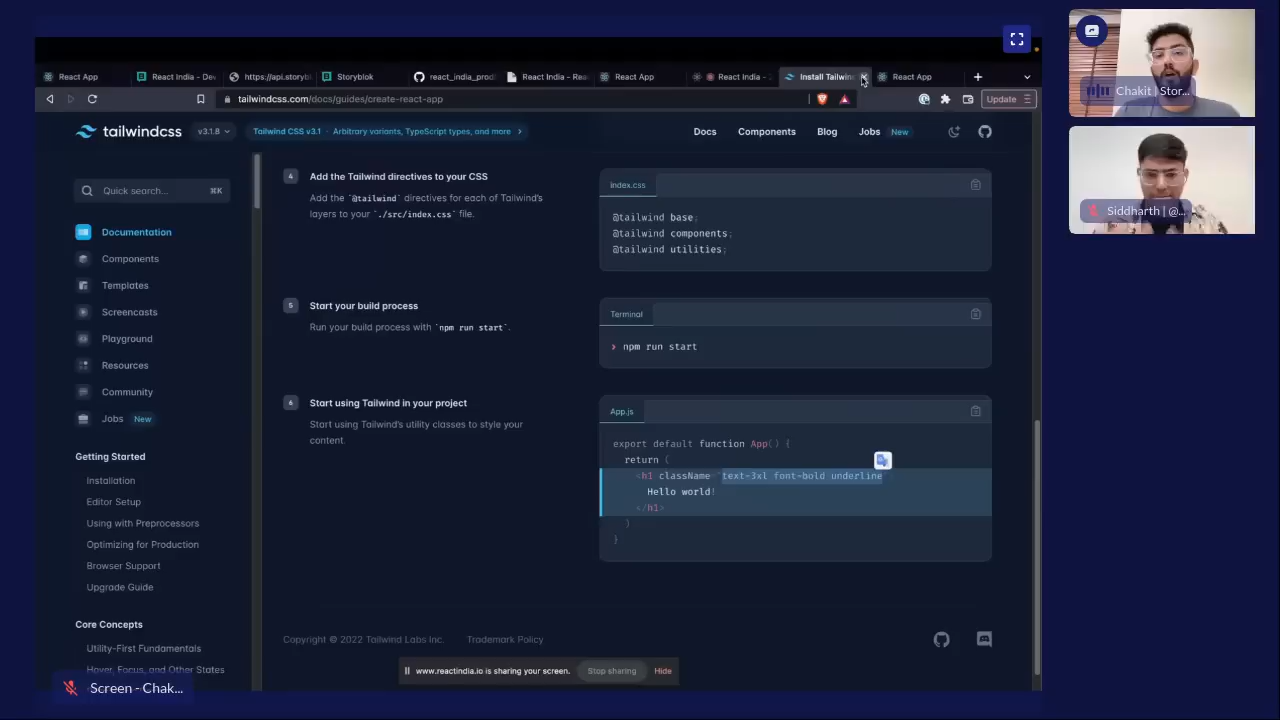 React App
React India - Dev
https://api.storybl
Storyblok
react_india_prod
React India - Rea
React App
React India -
Install Tailwind
React App
tailwindcss.com/docs/guides/create-react-app
Update
tailwindcss
v3.1.8
Tailwind CSS v3.1 · Arbitrary variants, TypeScript types, and more
Docs
Components
Blog
Jobs
New
Quick search...
⌘K
Documentation
Components
Templates
Screencasts
Playground
Resources
Community
Jobs New
Getting Started
Installation
Editor Setup
Using with Preprocessors
Optimizing for Production
Browser Support
Upgrade Guide
Core Concepts
Utility-First Fundamentals
Hover, Focus, and Other States
4
Add the Tailwind directives to your CSS
Add the `@tailwind` directives for each of Tailwind's
layers to your `./src/index.css` file.
index.css
@tailwind base;
@tailwind components;
@tailwind utilities;
5
Start your build process
Run your build process with `npm run start`.
Terminal
› npm run start
6
Start using Tailwind in your project
Start using Tailwind's utility classes to style your
content.
App.js
export default function App() {
return (
<h1 className="text-3xl font-bold underline
Hello world!
</h1>
)
}
Copyright © 2022 Tailwind Labs Inc.
Trademark Policy
www.reactindia.io is sharing your screen.
Stop sharing
Hide
Screen - Chak...
Chakit | Stor...
Siddharth | @...